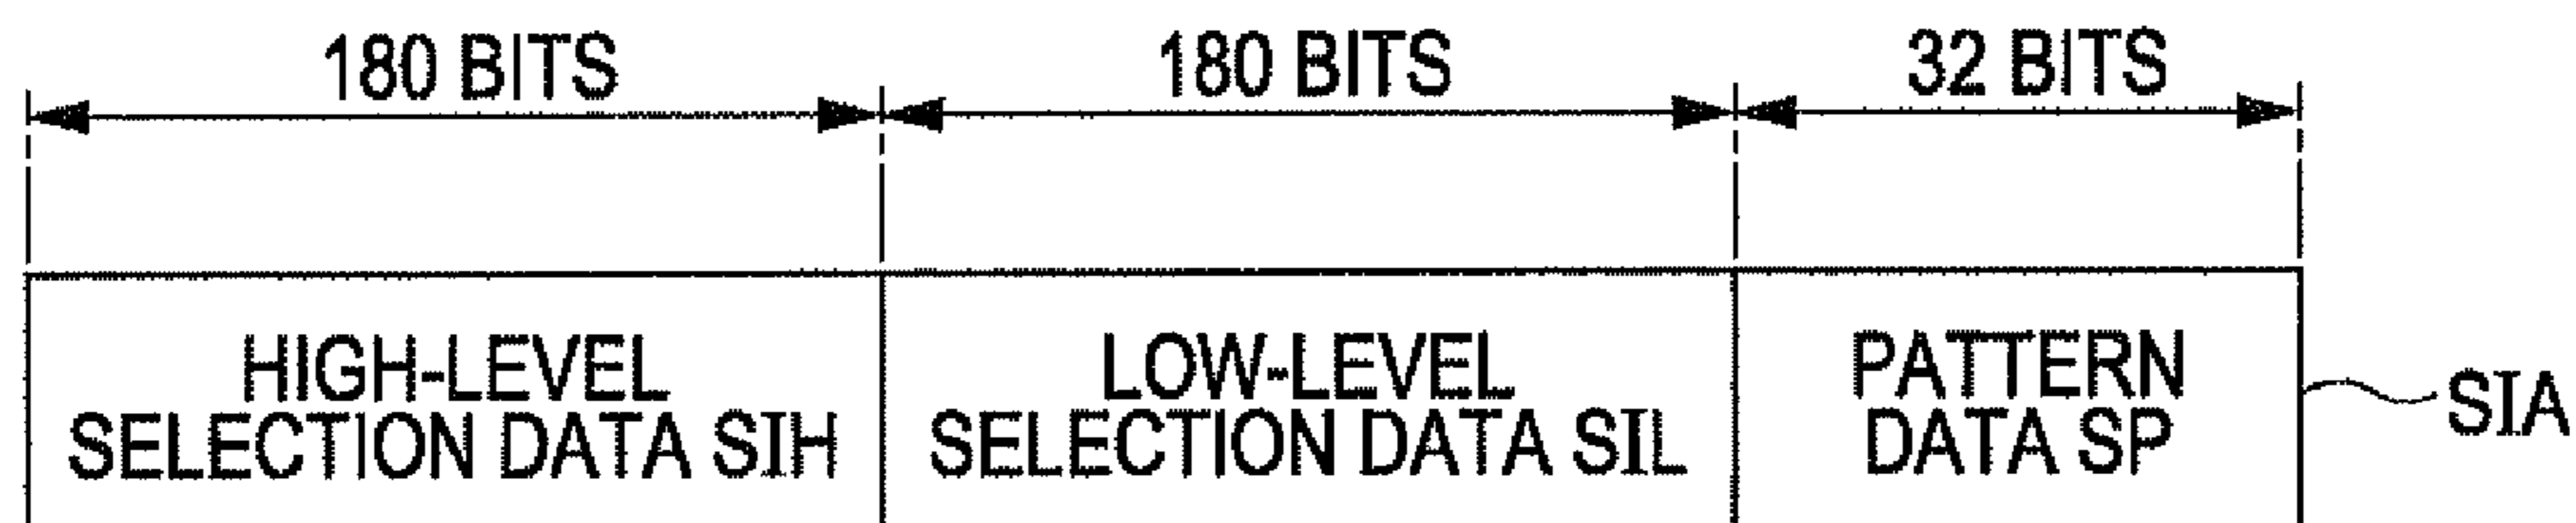 180 BITS
180 BITS
32 BITS
HIGH-LEVEL
SELECTION DATA SIH
LOW-LEVEL
SELECTION DATA SIL
PATTERN
DATA SP
SIA